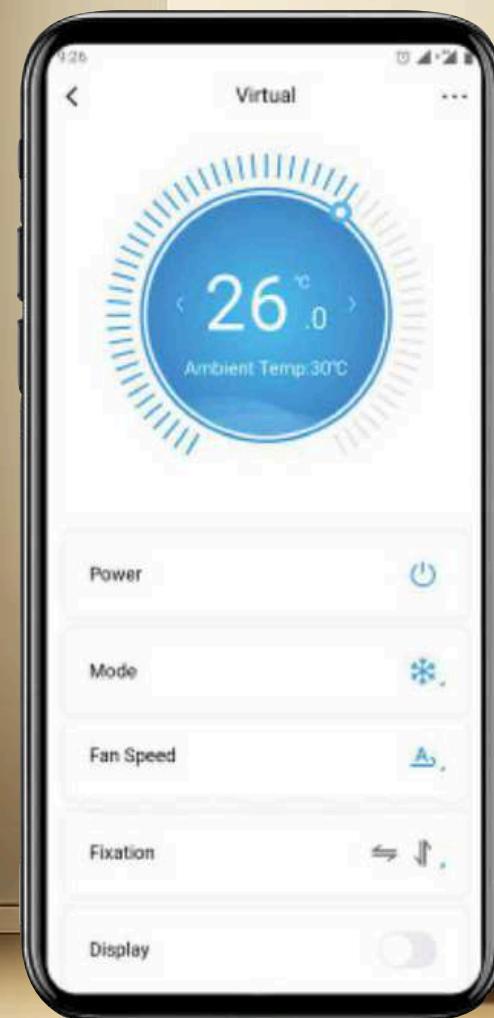 9:26
Virtual
26.0 °C
Ambient Temp:30°C
Power
Mode
Fan Speed
A
Fixation
Display